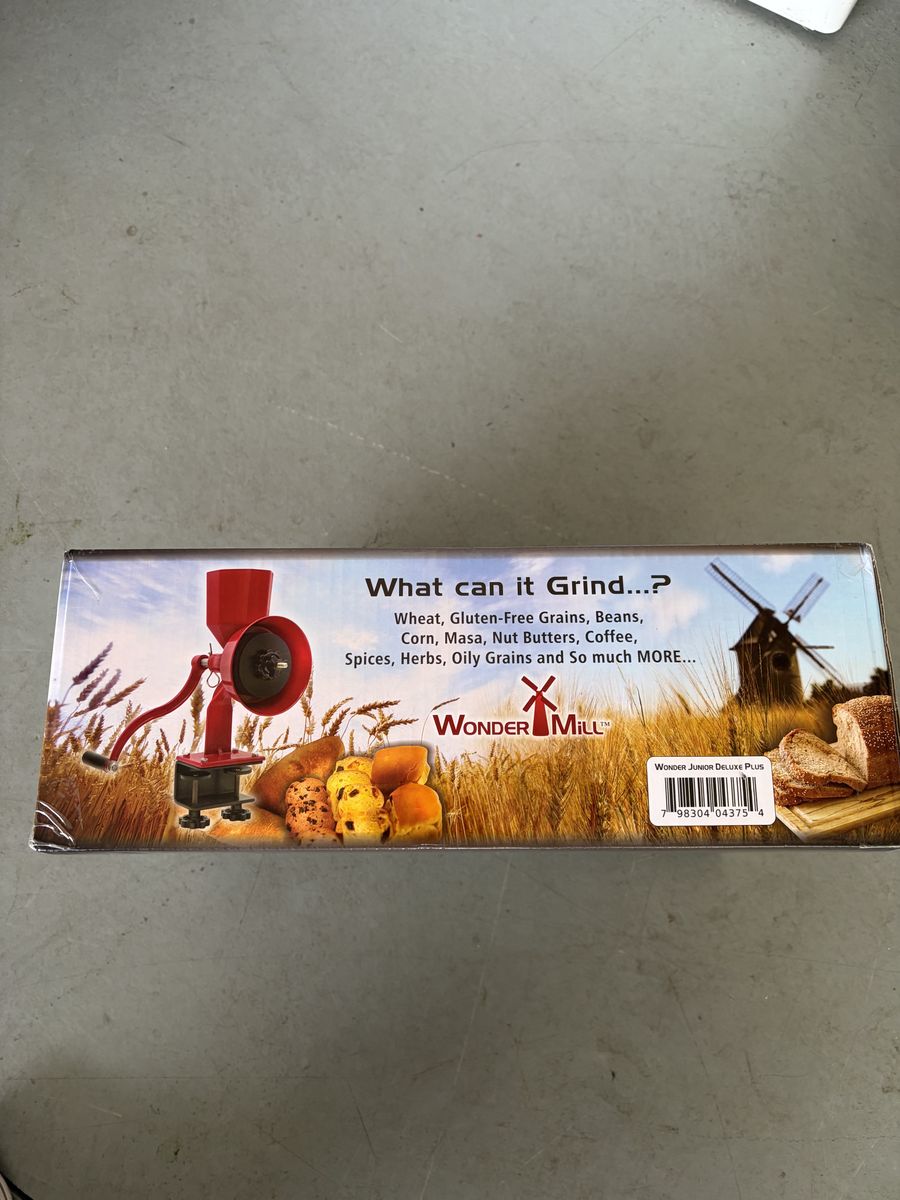 What can it Grind...?
Wheat, Gluten-Free Grains, Beans,
Corn, Masa, Nut Butters, Coffee,
Spices, Herbs, Oily Grains and So much MORE...
WONDER MILL™
WONDER JUNIOR DELUXE PLUS
7 98304 04375 4